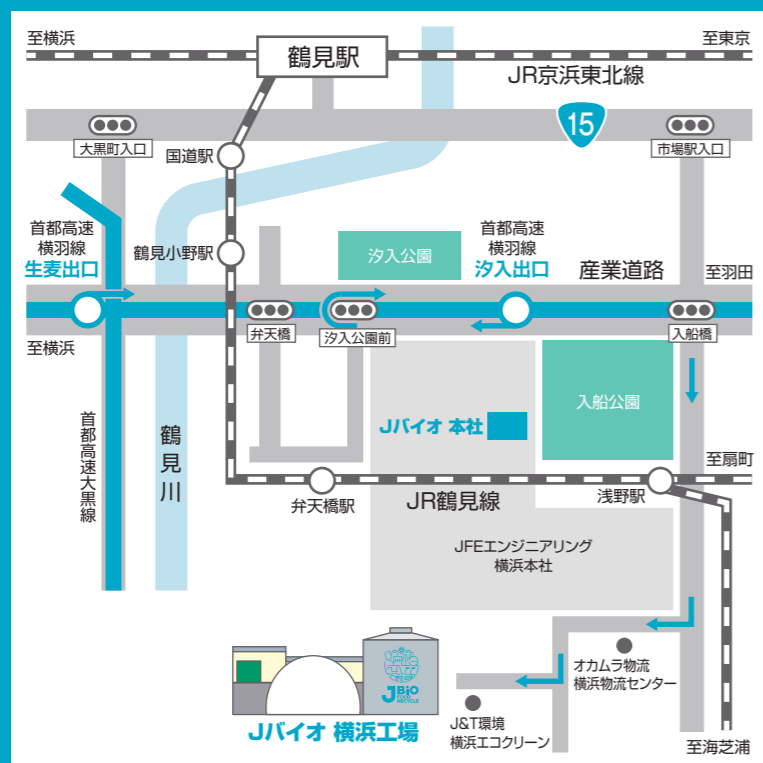 至横浜
鶴見駅
至東京
JR京浜東北線
15
大黒町入口
国道駅
市場駅入口
首都高速
横羽線
生麦出口
鶴見小野駅
汐入公園
首都高速
横羽線
汐入出口
産業道路
至羽田
至横浜
弁天橋
汐入公園前
入船橋
首都高速大黒線
鶴見川
Jバイオ 本社
入船公園
至扇町
弁天橋駅
JR鶴見線
浅野駅
JFEエンジニアリング
横浜本社
オカムラ物流
横浜物流センター
JBiO
FOOD
RECYCLE
Jバイオ 横浜工場
J&T環境
横浜エコクリーン
至海芝浦